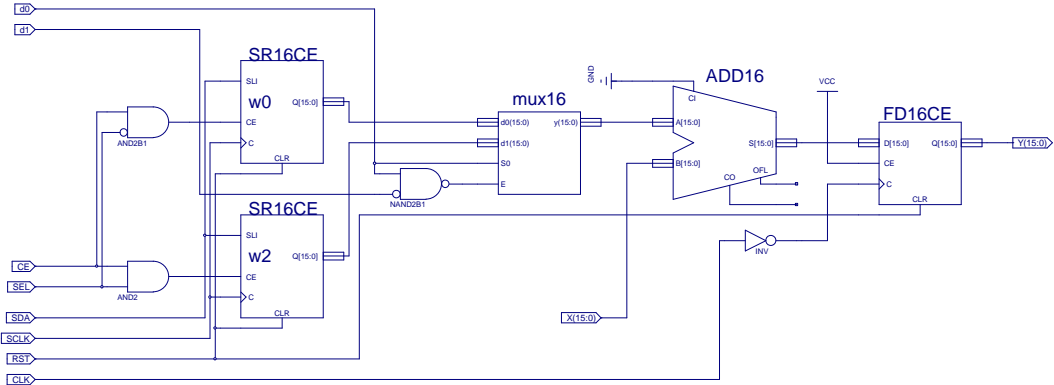 d0
d1
SR16CE
SLI
w0
Q[15:0]
CE
C
CLR
AND2B1
mux16
d0(15:0)
y(15:0)
d1(15:0)
S0
E
NAND2B1
GND
ADD16
CI
A[15:0]
S[15:0]
B[15:0]
OFL
CO
VCC
FD16CE
D[15:0]
Q[15:0]
CE
C
CLR
Y(15:0)
SR16CE
SLI
w2
Q[15:0]
CE
C
CLR
AND2
INV
CE
SEL
SDA
X(15:0)
SCLK
RST
CLK